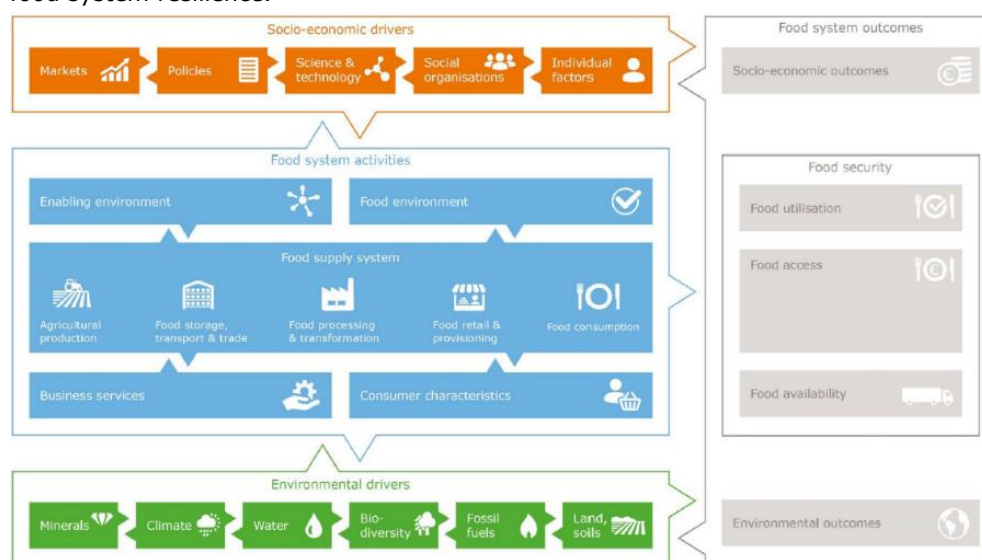 food system resilience.
Socio-economic drivers
Food system outcomes
Markets
Policies
Science &
technology
Social
organisations
Individual
factors
Socio-economic outcomes
Food system activities
Enabling environment
Food environment
Food security
Food utilisation
Food supply system
Food access
Agricultural
production
Food storage,
transport & trade
Food processing
& transformation
Food retail &
provisioning
Food consumption
Business services
Consumer characteristics
Food availability
Environmental drivers
Minerals
Climate
Water
Bio-
diversity
Fossil
fuels
Land,
soils
Environmental outcomes